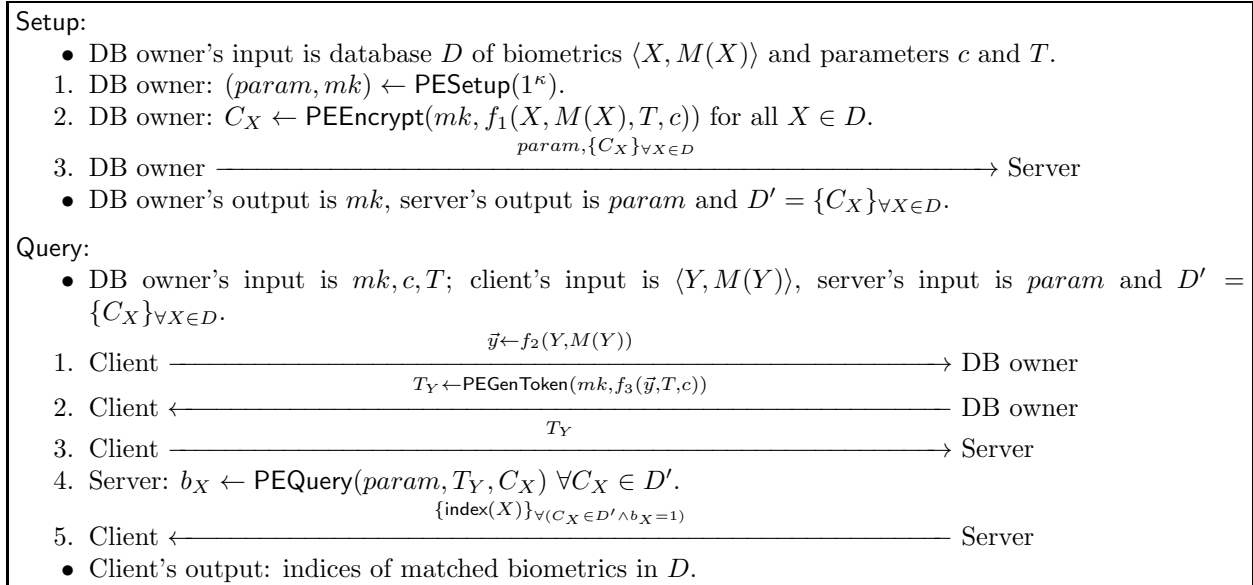 Setup:
• DB owner's input is database D of biometrics ⟨X, M(X)⟩ and parameters c and T.
1. DB owner: (param, mk) ← PESetup(1^κ).
2. DB owner: C_X ← PEEncrypt(mk, f_1(X, M(X), T, c)) for all X ∈ D.
param,{C_X}_{∀X∈D}
3. DB owner ⟶ Server
• DB owner's output is mk, server's output is param and D′ = {C_X}_{∀X∈D}.
Query:
• DB owner's input is mk, c, T; client's input is ⟨Y, M(Y)⟩, server's input is param and D′ =
{C_X}_{∀X∈D}.
y⃗←f_2(Y,M(Y))
1. Client ⟶ DB owner
T_Y←PEGenToken(mk,f_3(y⃗,T,c))
2. Client ⟵ DB owner
T_Y
3. Client ⟶ Server
4. Server: b_X ← PEQuery(param, T_Y, C_X) ∀C_X ∈ D′.
{index(X)}_{∀(C_X∈D′∧b_X=1)}
5. Client ⟵ Server
• Client's output: indices of matched biometrics in D.